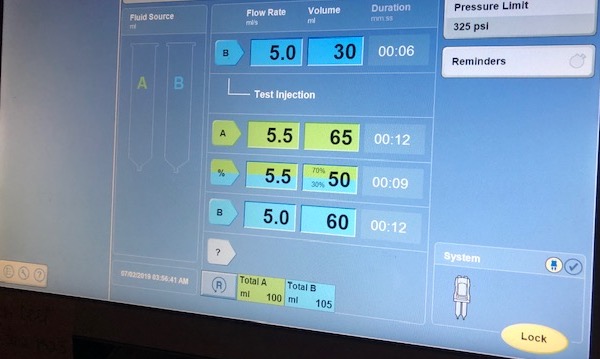 Fluid Source
ml
A B
Flow Rate Volume Duration
ml/s ml mm:ss
B 5.0 30 00:06
Test Injection
A 5.5 65 00:12
% 5.5 70% 30% 50 00:09
B 5.0 60 00:12
?
R Total A ml 100 Total B ml 105
07/02/2019 03:56:41 AM
?
Pressure Limit
325 psi
Reminders
System
Lock